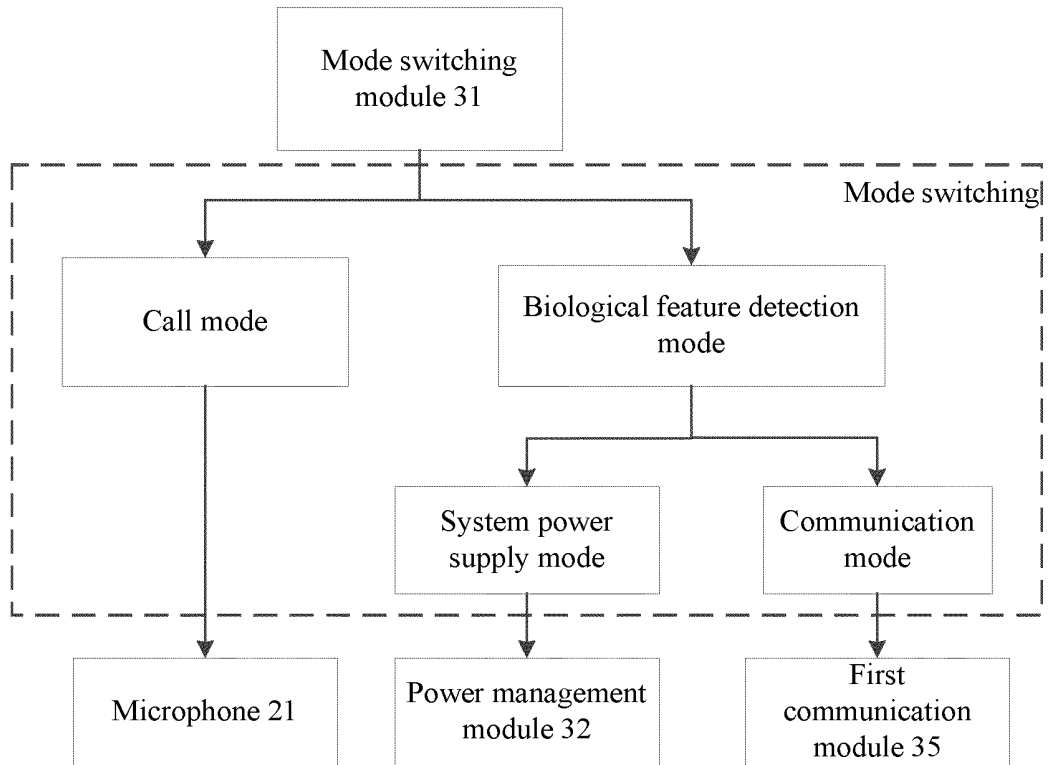 Mode switching
module 31
Mode switching
Call mode
Biological feature detection
mode
System power
supply mode
Communication
mode
Microphone 21
Power management
module 32
First
communication
module 35